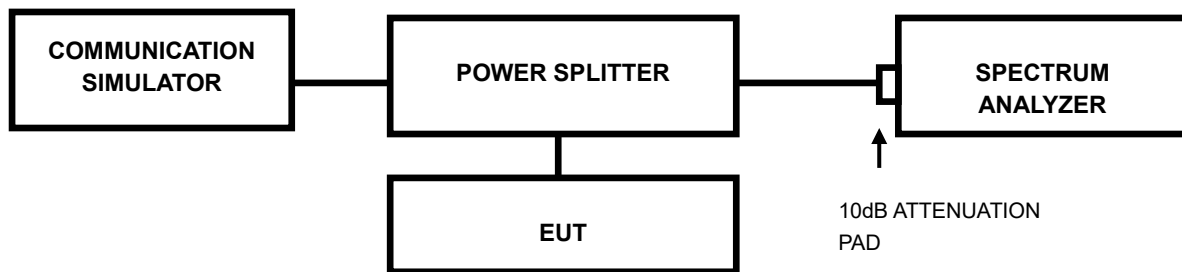 COMMUNICATION
SIMULATOR
POWER SPLITTER
SPECTRUM
ANALYZER
EUT
10dB ATTENUATION
PAD